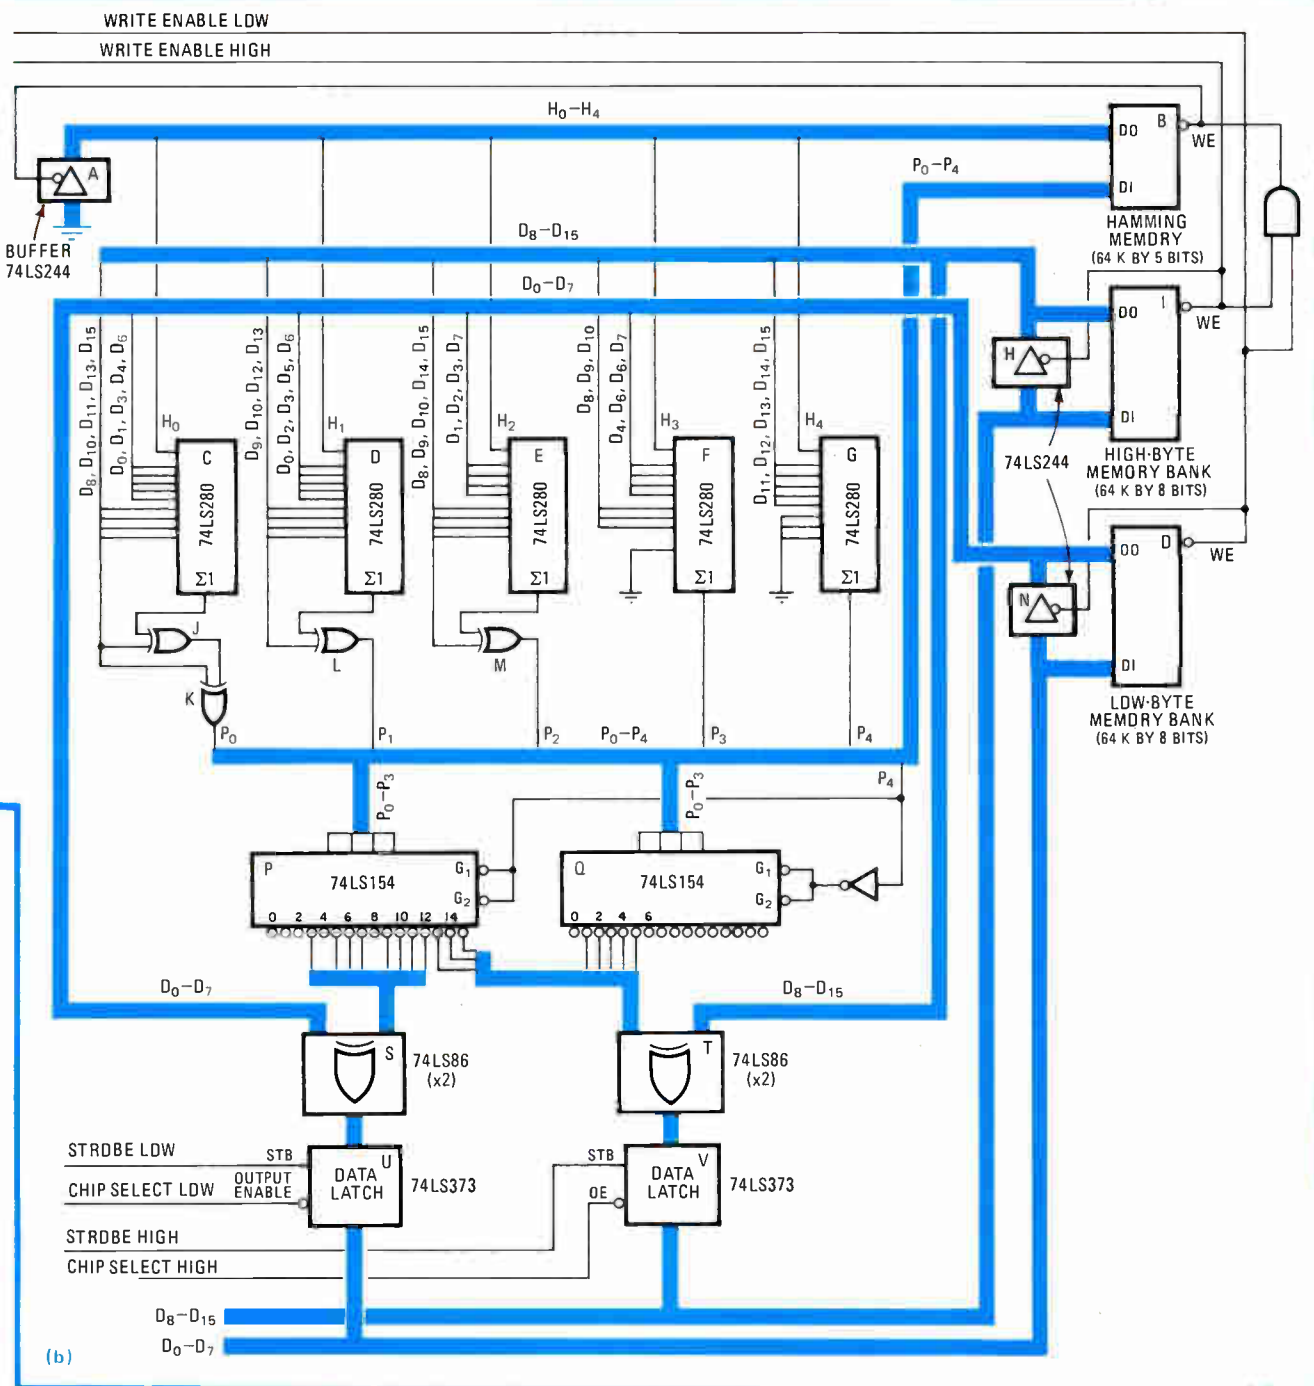 WRITE ENABLE LOW
WRITE ENABLE HIGH
H0–H4
DO
B
WE
DI
P0–P4
HAMMING
MEMORY
(64 K BY 5 BITS)
A
BUFFER
74LS244
D8–D15
D0–D7
DO
I
WE
H
DI
HIGH-BYTE
MEMORY BANK
(64 K BY 8 BITS)
74LS244
D8, D10, D11, D13, D15
D0, D1, D3, D4, D6
H0
D9, D10, D12, D13
D0, D2, D3, D5, D6
H1
D8, D9, D10, D14, D15
D1, D2, D3, D7
H2
D8, D9, D10
D4, D6, D7
H3
D11, D12, D13, D14, D15
H4
C
74LS280
Σ1
D
74LS280
Σ1
E
74LS280
Σ1
F
74LS280
Σ1
G
74LS280
Σ1
DO
D
WE
N
DI
LOW-BYTE
MEMORY BANK
(64 K BY 8 BITS)
J
K
L
M
P0
P1
P2
P0–P4
P3
P4
P0–P3
P0–P3
P4
P
74LS154
G1
G2
0 2 4 6 8 10 12 14
Q
74LS154
G1
G2
0 2 4 6
D0–D7
D8–D15
S
74LS86
(x2)
T
74LS86
(x2)
STROBE LOW
STB
CHIP SELECT LOW
OUTPUT
ENABLE
U
DATA
LATCH
74LS373
STB
OE
V
DATA
LATCH
74LS373
STROBE HIGH
CHIP SELECT HIGH
D8–D15
D0–D7
(b)